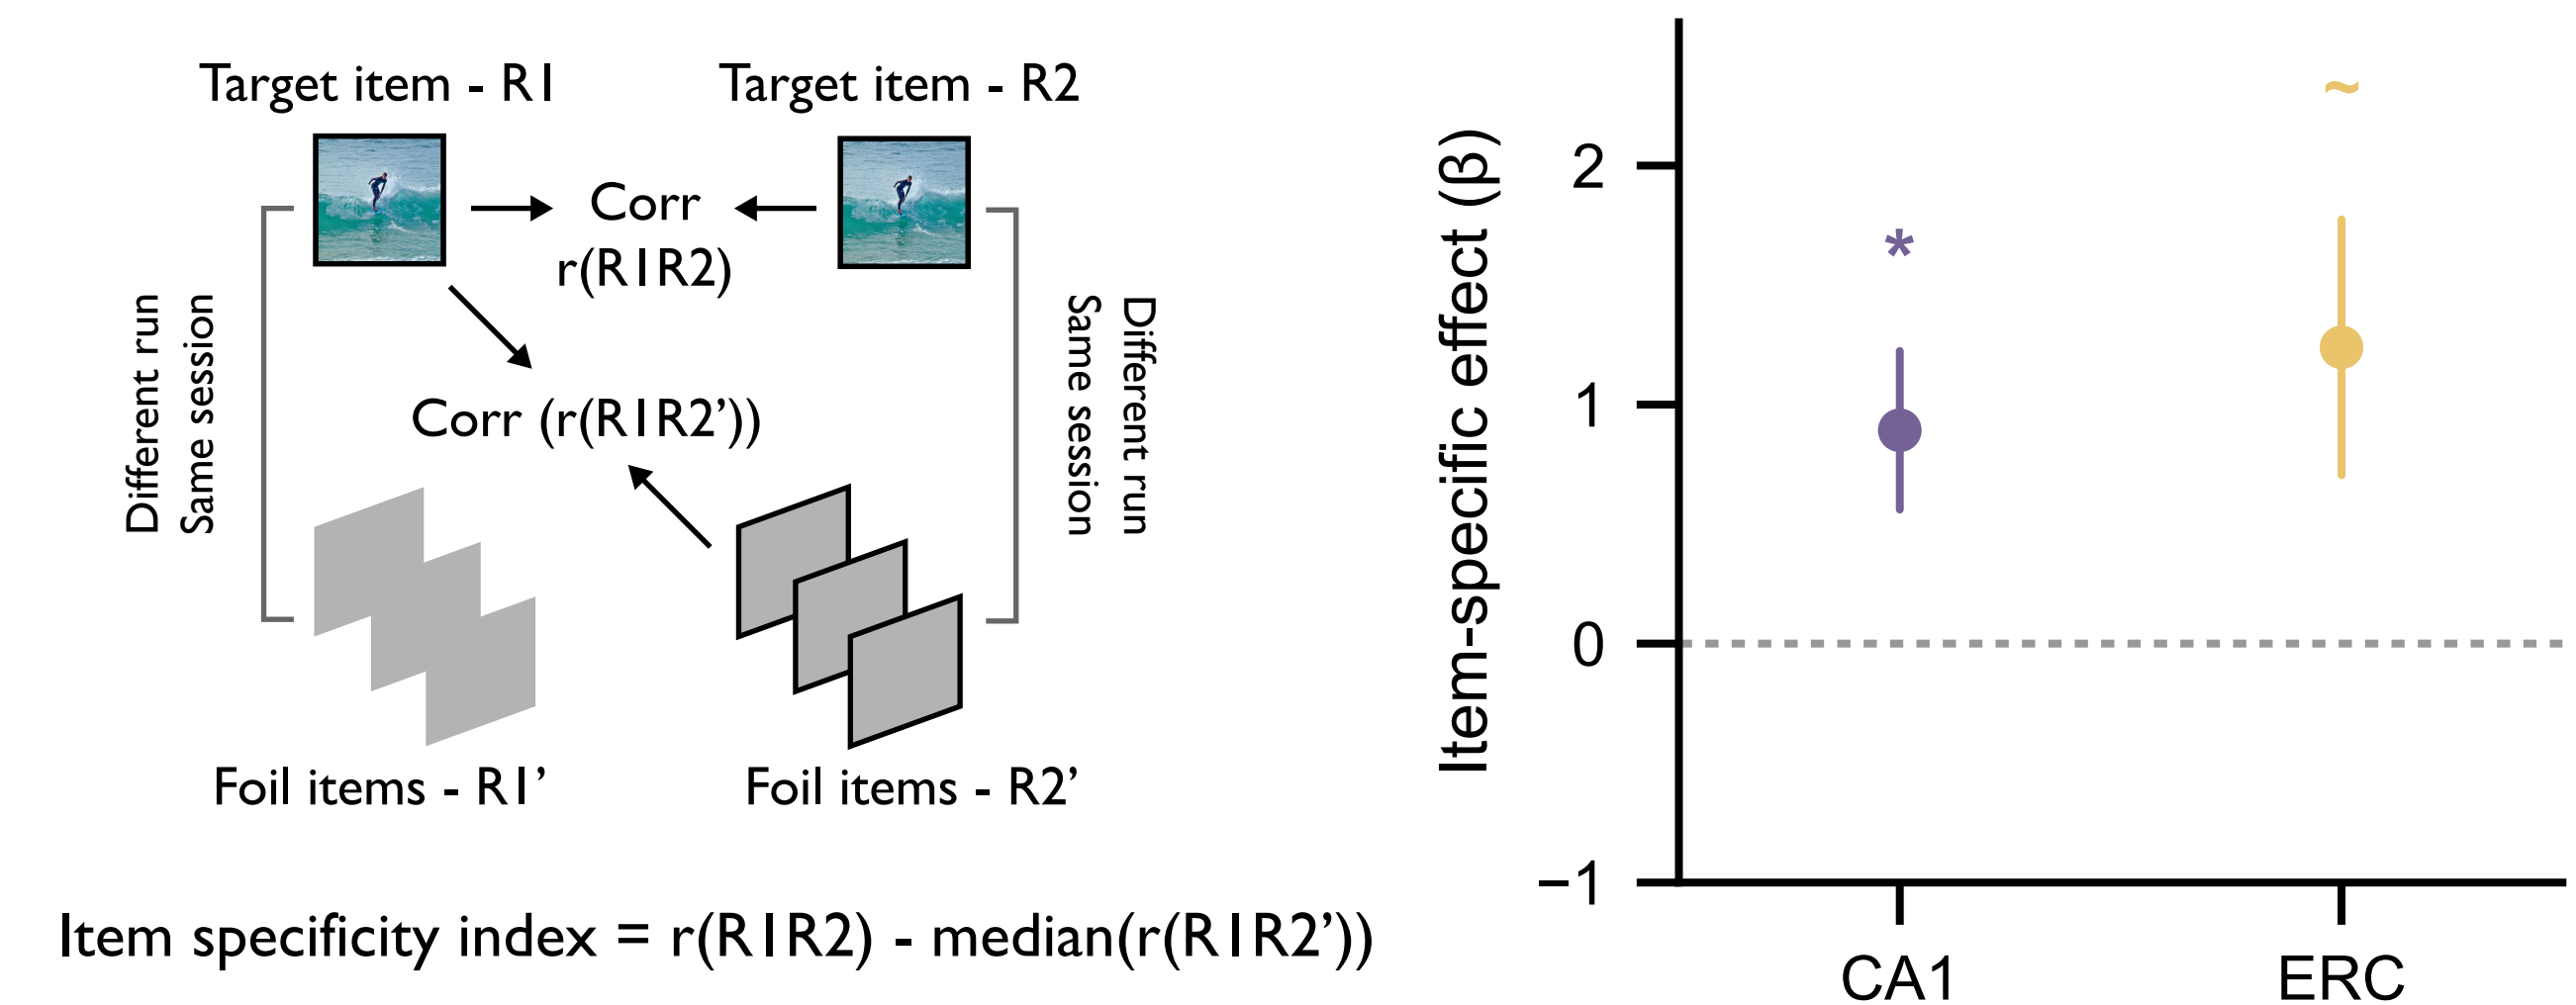 Target item - R1
Target item - R2
Corr
r(R1R2)
Different run
Same session
Different run
Same session
Corr (r(R1R2’))
Foil items - R1’
Foil items - R2’
Item specificity index = r(R1R2) - median(r(R1R2’))
Item-specific effect (β)
2
1
0
−1
*
~
CA1
ERC